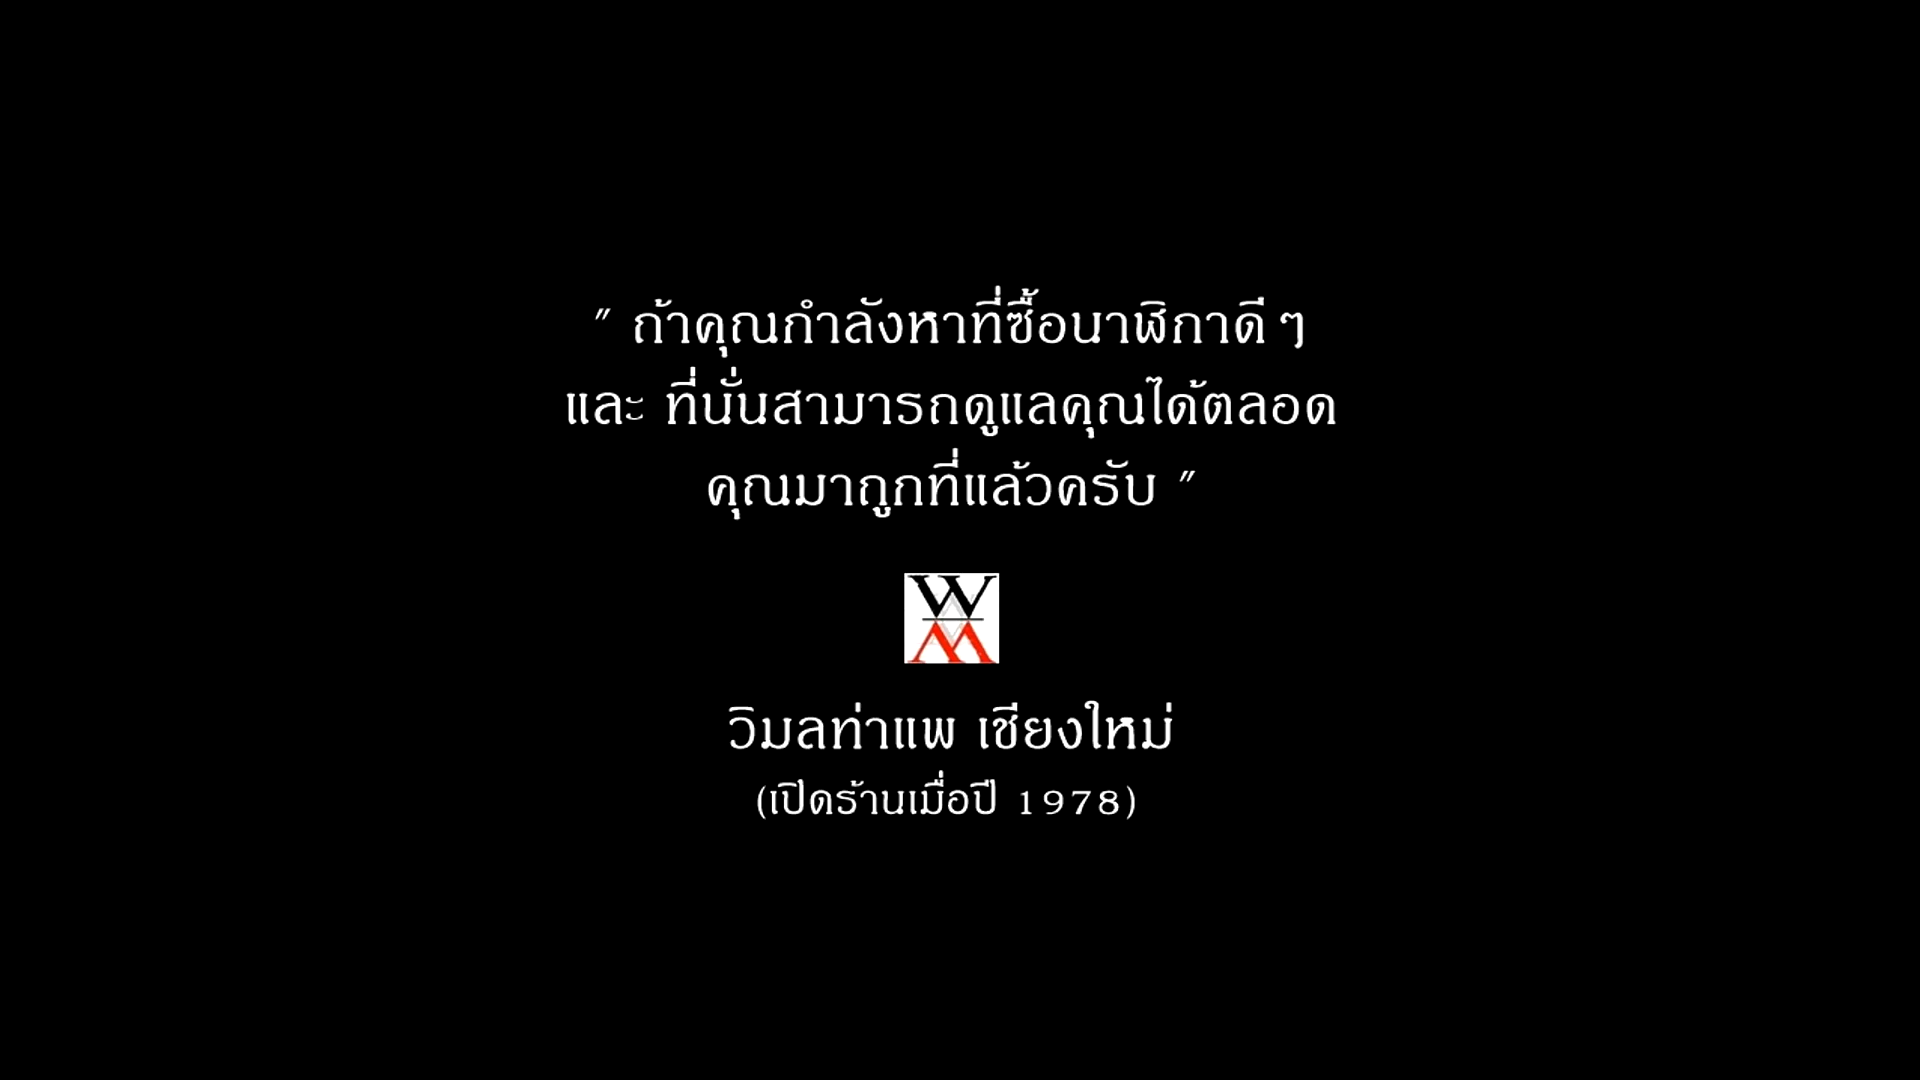 " ถ้าคุณกำลังหาที่ซื้อนาฬิกาดีๆ
และ ที่นั่นสามารถดูแลคุณได้ตลอด
คุณมาถูกที่แล้วครับ "
W
M
วิมลท่าแพ เชียงใหม่
(เปิดร้านเมื่อปี 1978)